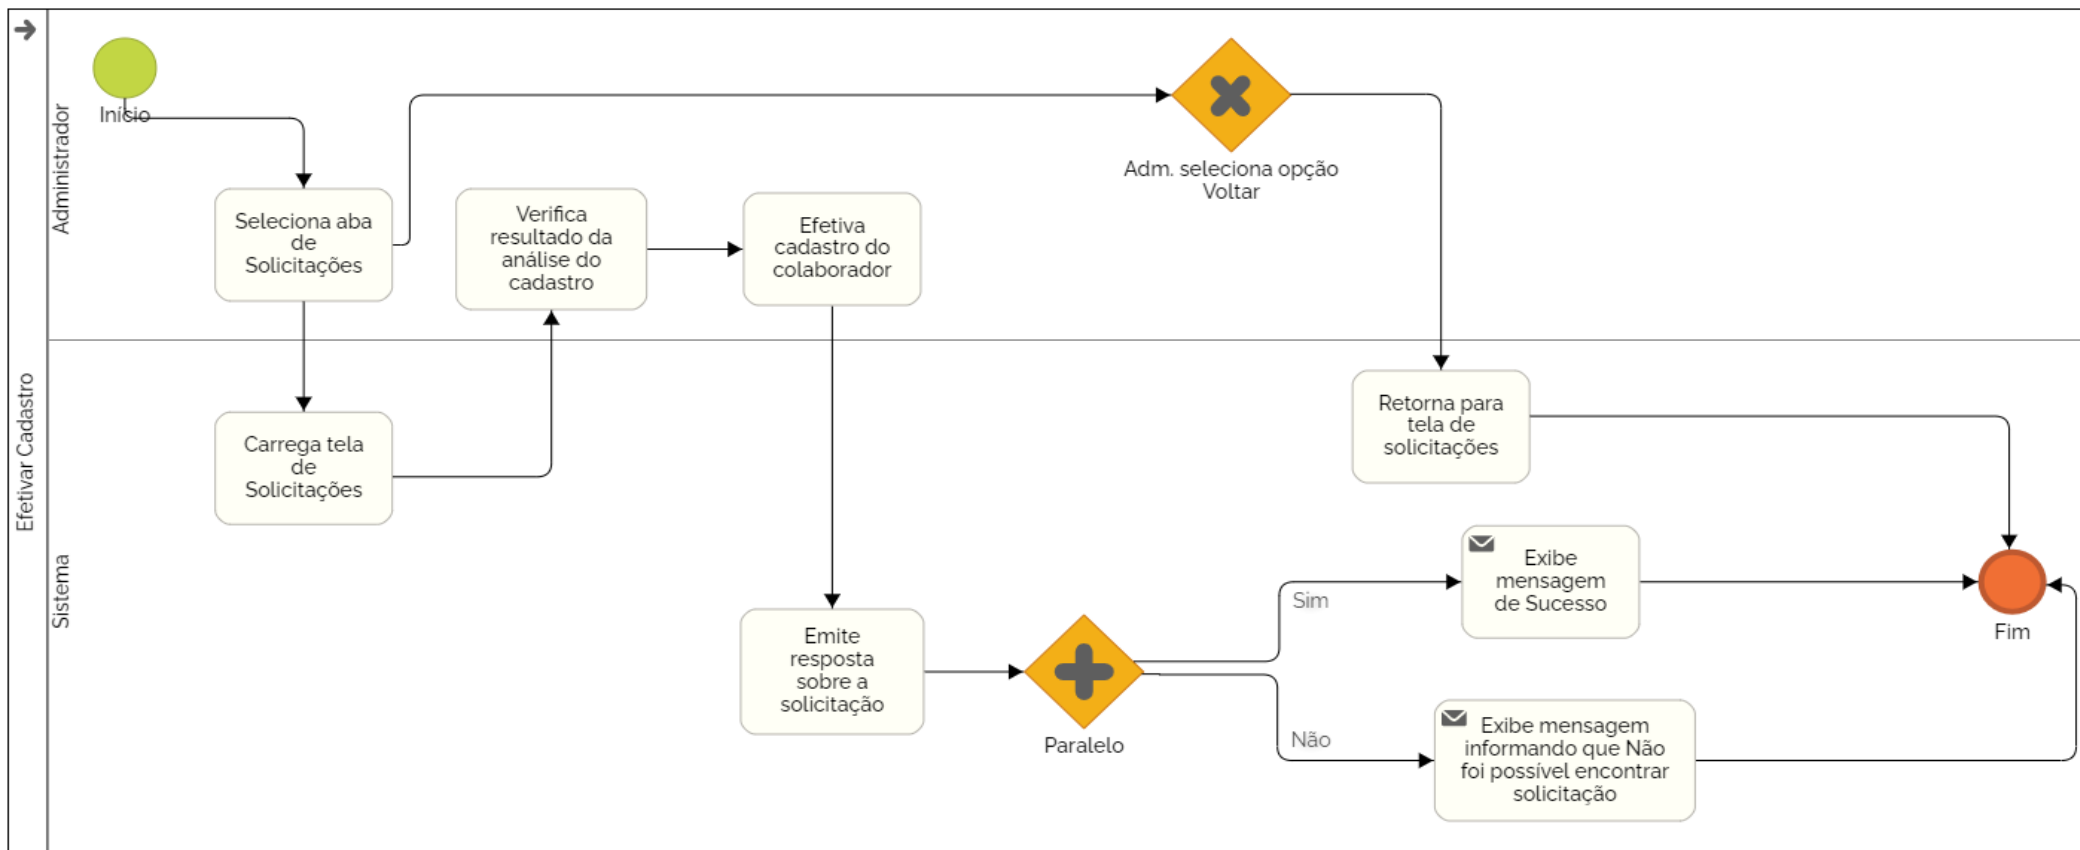 Efetivar Cadastro
Administrador
Início
Seleciona aba
de
Solicitações
Verifica
resultado da
análise do
cadastro
Efetiva
cadastro do
colaborador
Adm. seleciona opção
Voltar
Sistema
Carrega tela
de
Solicitações
Retorna para
tela de
solicitações
Emite
resposta
sobre a
solicitação
Paralelo
Sim
Exibe
mensagem
de Sucesso
Não
Exibe mensagem
informando que Não
foi possível encontrar
solicitação
Fim